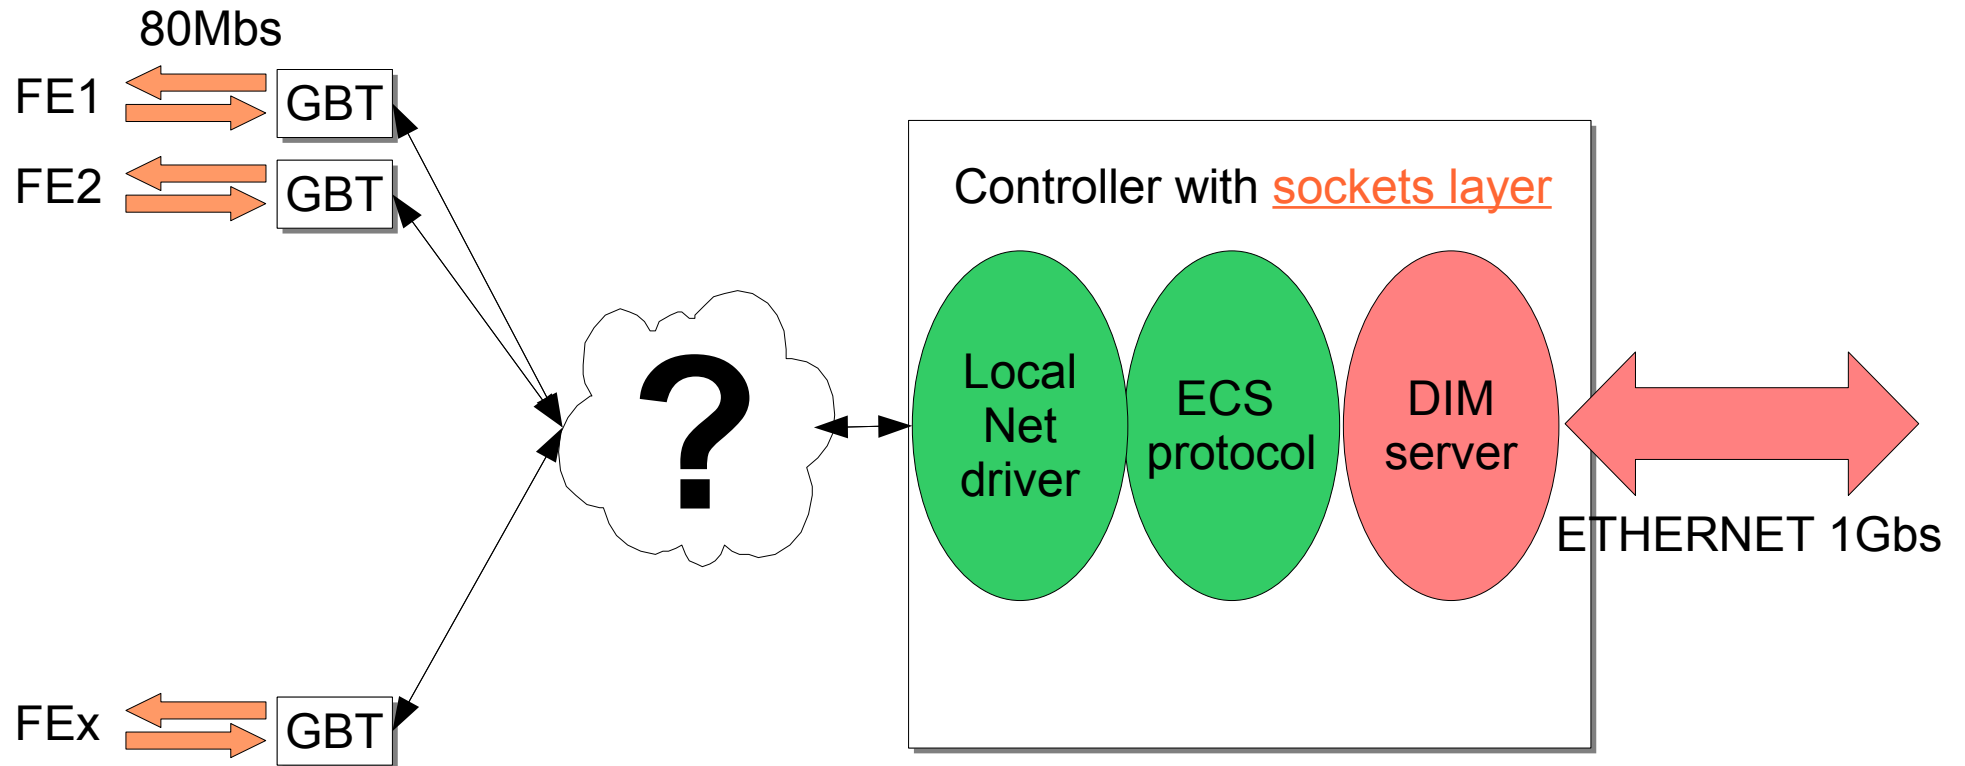 80Mbs
FE1
GBT
FE2
GBT
Controller with sockets layer
?
Local
Net
driver
ECS
protocol
DIM
server
ETHERNET 1Gbs
FEx
GBT